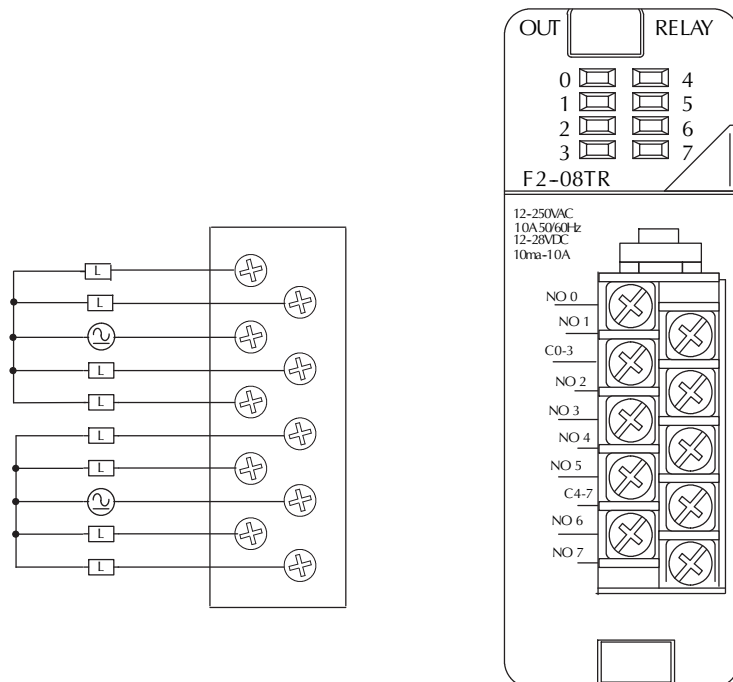 OUT RELAY
0 4
1 5
2 6
3 7
F2-08TR
12-250VAC
10A 50/60Hz
12-28VDC
10ma-10A
NO 0
NO 1
C0-3
NO 2
NO 3
NO 4
NO 5
C4-7
NO 6
NO 7
L
L
L
L
L
L
L
L